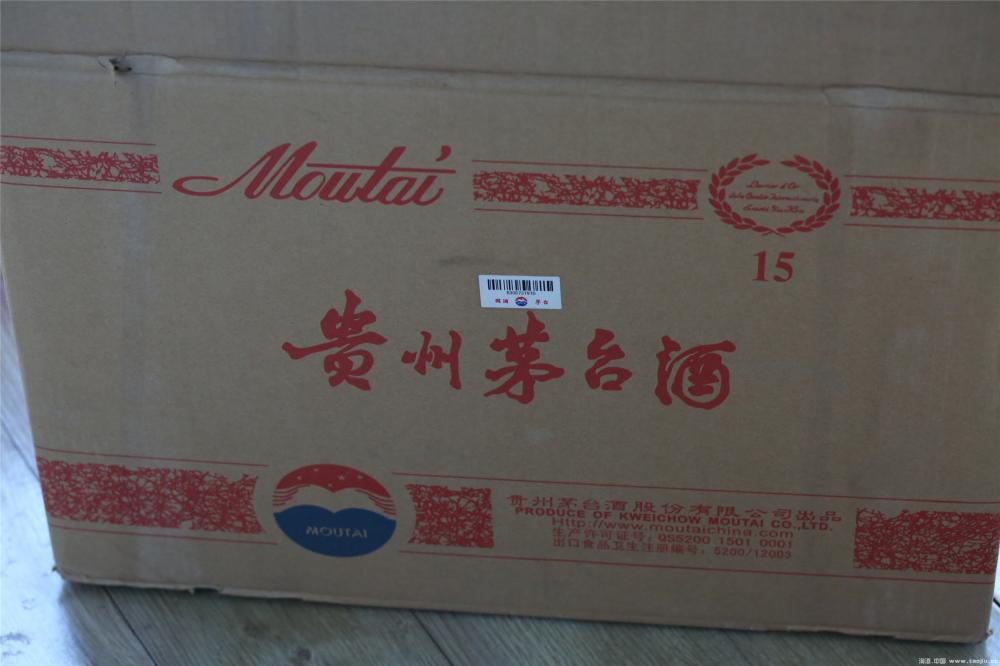 Moutai
15
贵州茅台酒
MOUTAI
贵州茅台酒股份有限公司出品
PRODUCE OF KWEICHOW MOUTAI CO.,LTD.
Http://www.moutaichina.com
生产许可证号：QS5200 1501 0001
出口食品卫生注册编号：5200/12003